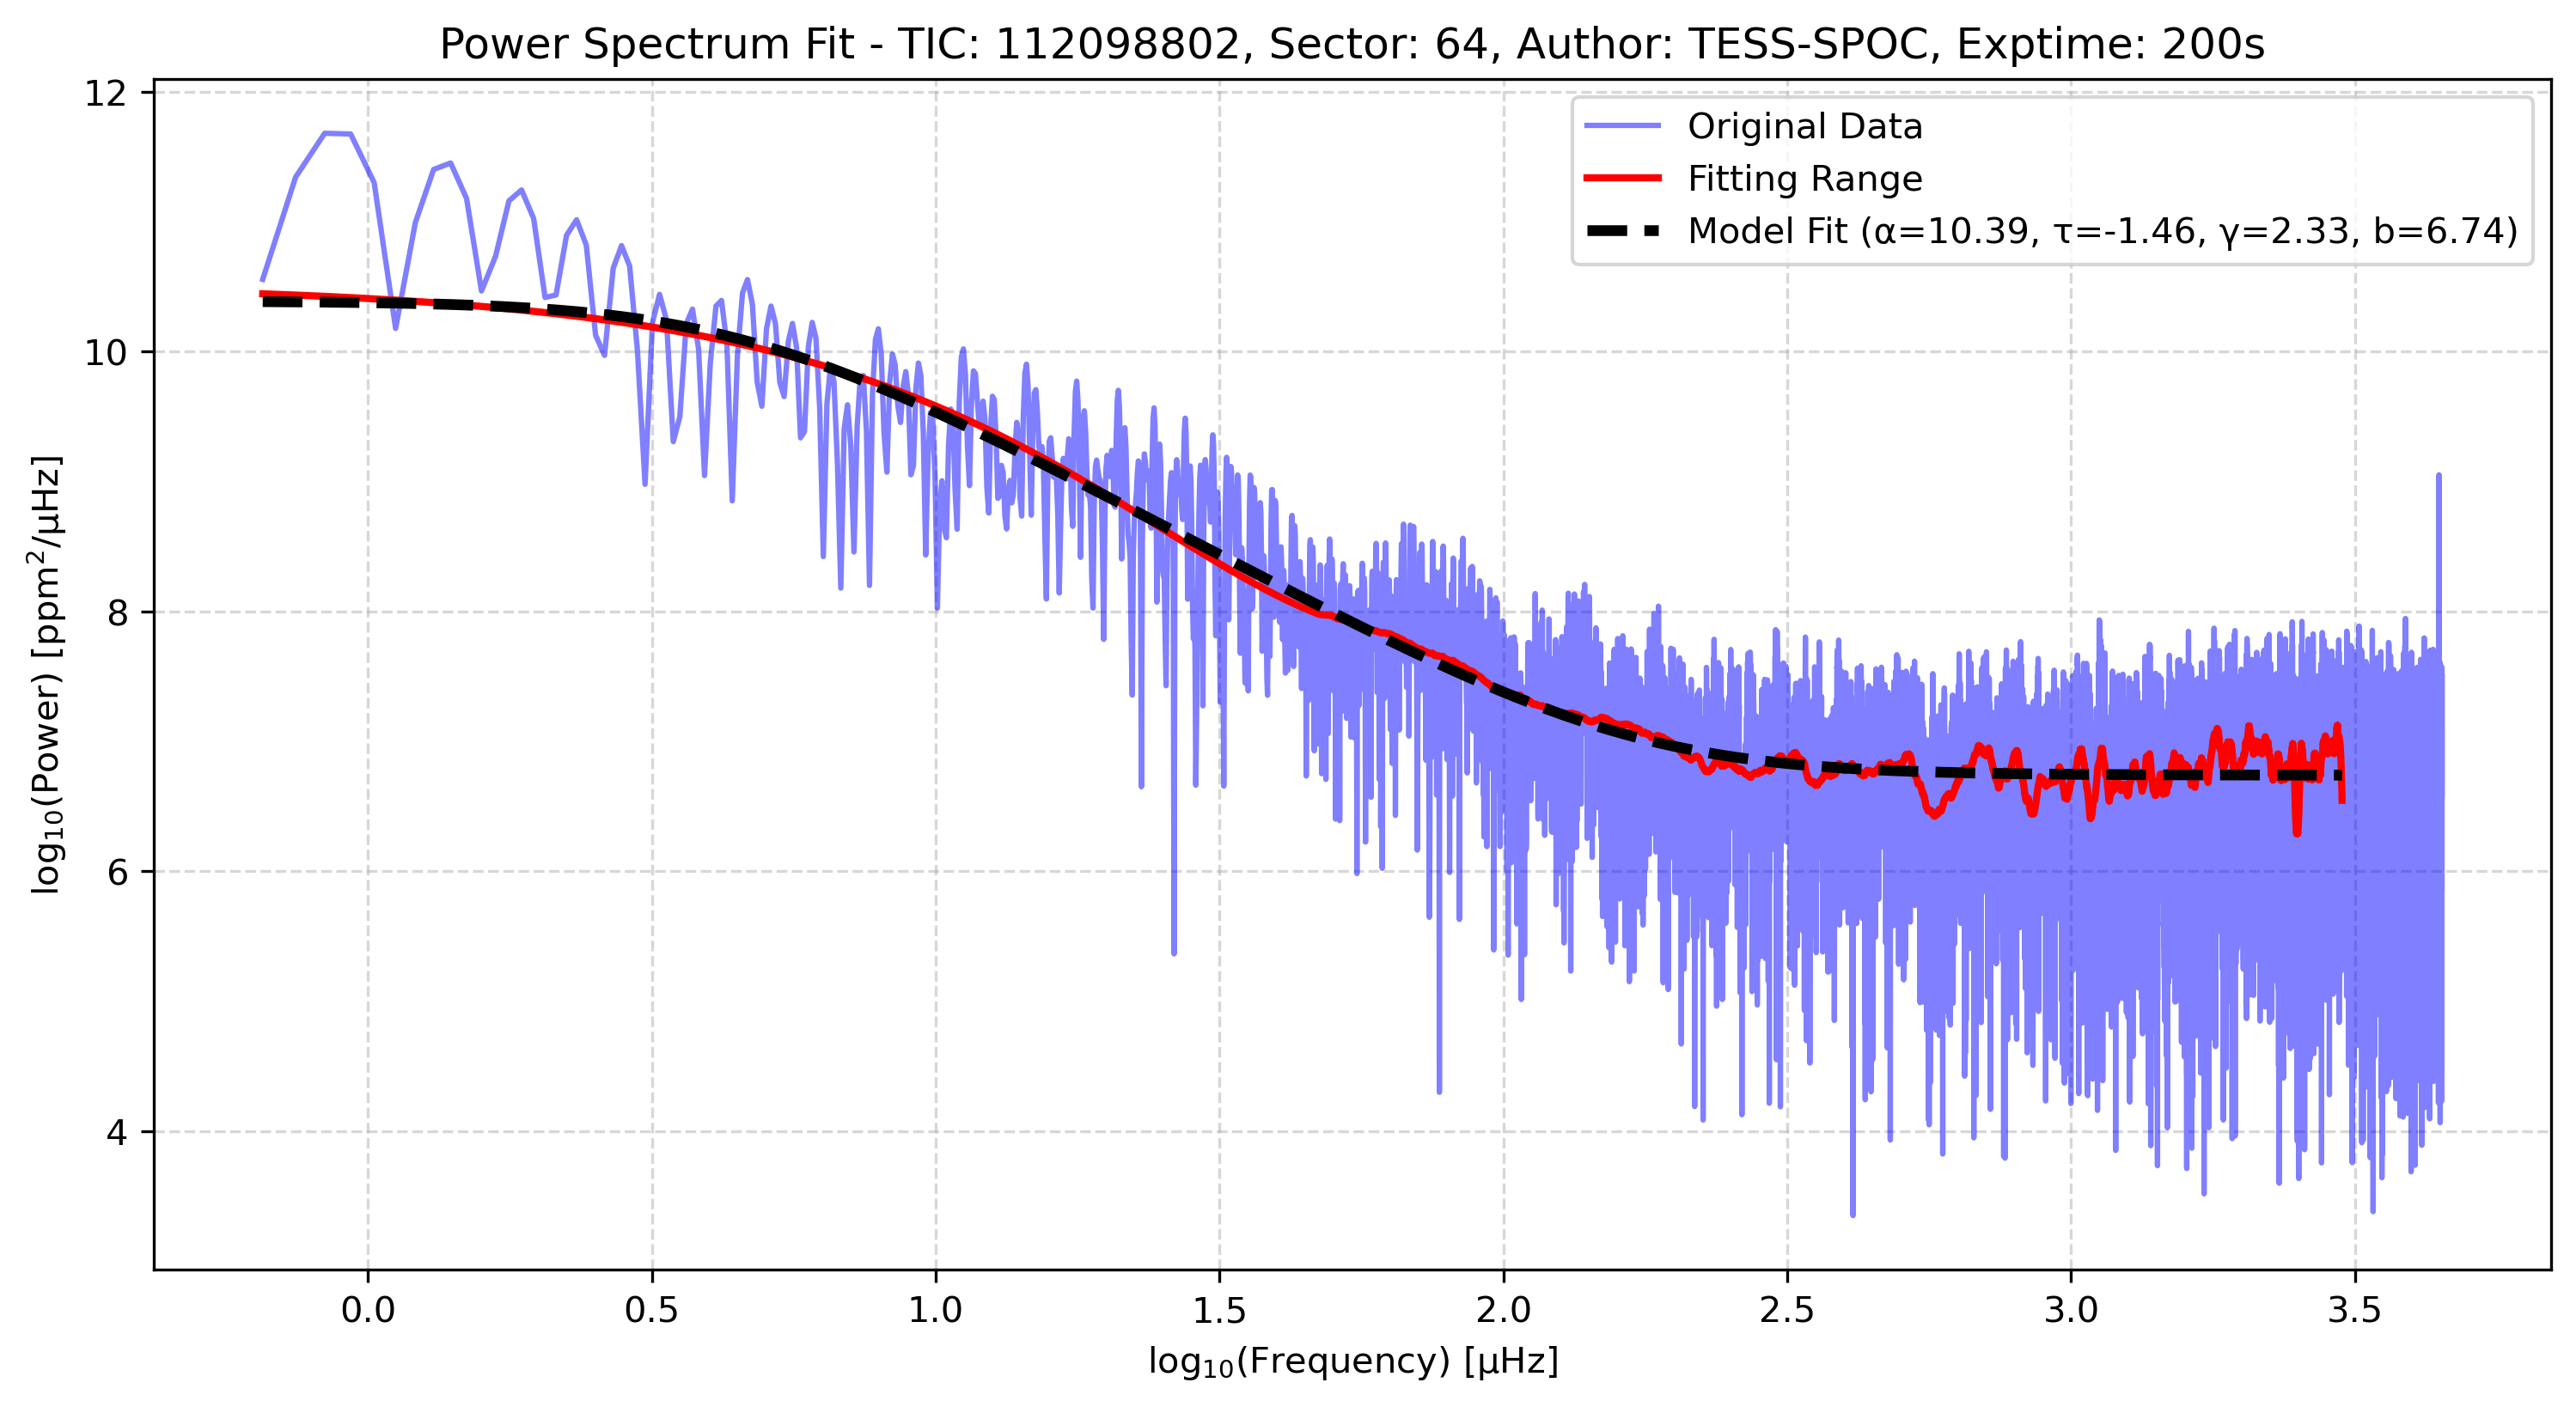 Power Spectrum Fit - TIC: 112098802, Sector: 64, Author: TESS-SPOC, Exptime: 200s
Original Data
Fitting Range
Model Fit (α=10.39, τ=-1.46, γ=2.33, b=6.74)
log₁₀(Power) [ppm²/μHz]
12
10
8
6
4
0.0 0.5 1.0 1.5 2.0 2.5 3.0 3.5
log₁₀(Frequency) [μHz]